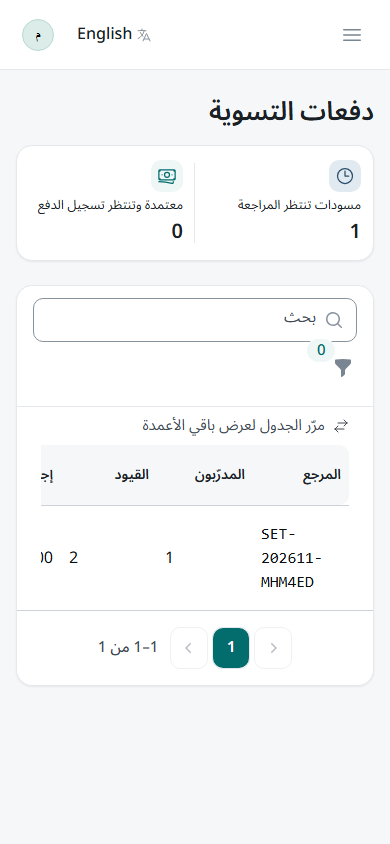 م
English
دفعات التسوية
مسودات تنتظر المراجعة
1
معتمدة وتنتظر تسجيل الدفع
0
بحث
0
مرّر الجدول لعرض باقي الأعمدة
المرجع المدرّبون القيود
SET-
202611-
MHM4ED
1 2
1
1–1 من 1